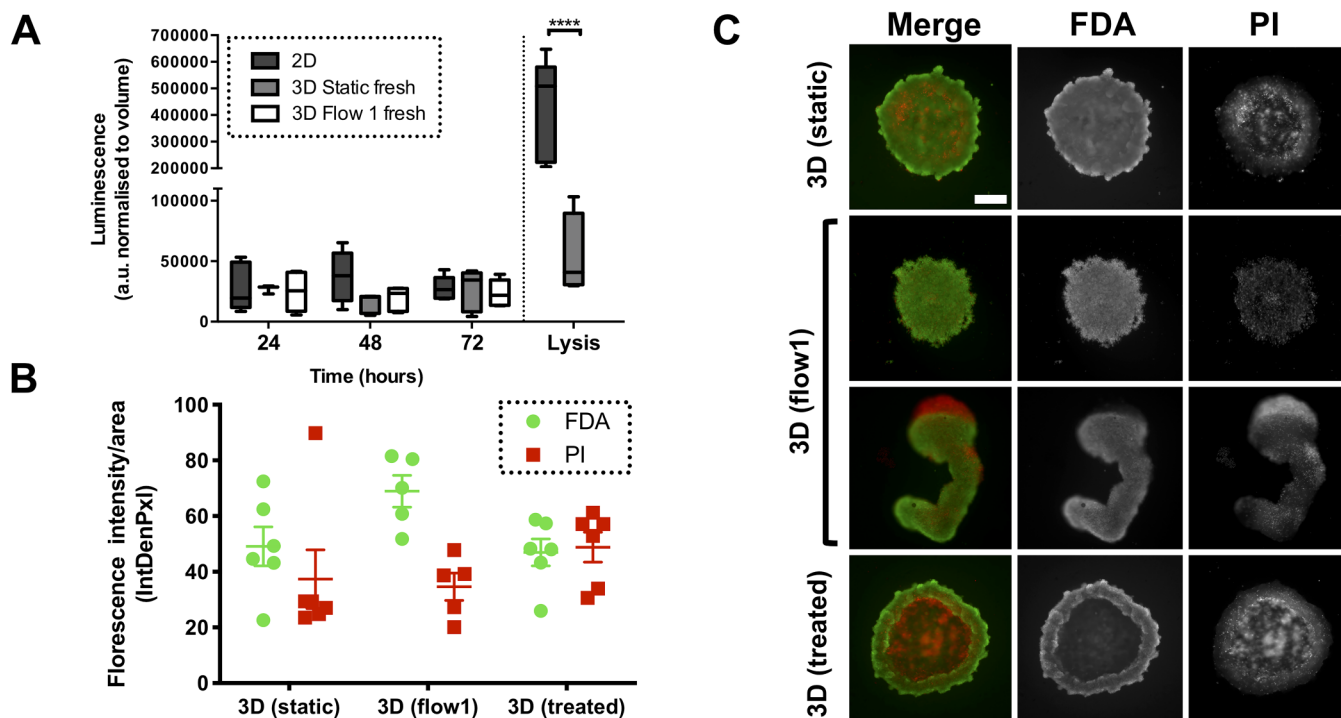 A
Luminescence
(a.u. normalised to volume)
700000
600000
500000
400000
300000
200000
100000
50000
0
2D
3D Static fresh
3D Flow 1 fresh
****
24
48
72
Lysis
Time (hours)
B
Florescence intensity/area
(IntDenPxl)
100
80
60
40
20
0
FDA
PI
3D (static)
3D (flow1)
3D (treated)
C
Merge
FDA
PI
3D (static)
3D (flow1)
3D (treated)